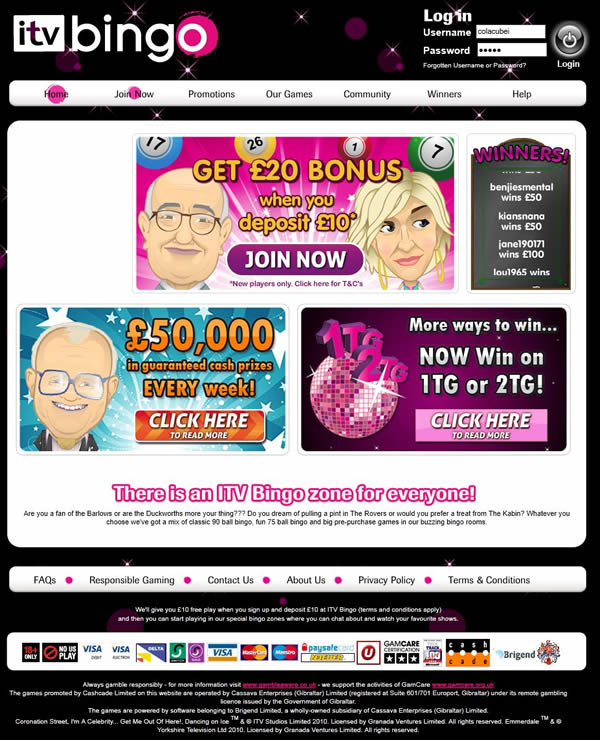 itv bingo
Log in
Username colacubei
Password •••••
Forgotten Username or Password?
Login
Home Join Now Promotions Our Games Community Winners Help
17 26 1 7
GET £20 BONUS
when you
deposit £10*
JOIN NOW
*New players only. Click here for T&C's
WINNERS!
benjiesmental
wins £50
kiansnana
wins £50
jane190171
wins £100
lou1965 wins
£50,000
in guaranteed cash prizes
EVERY week!
CLICK HERE
TO READ MORE
1TG
2TG
More ways to win...
NOW Win on
1TG or 2TG!
CLICK HERE
TO READ MORE
There is an ITV Bingo zone for everyone!
Are you a fan of the Barlows or are the Duckworths more your thing??? Do you dream of pulling a pint in The Rovers or would you prefer a treat from The Kabin? Whatever you
choose we've got a mix of classic 90 ball bingo, fun 75 ball bingo and big pre-purchase games in our buzzing bingo rooms.
FAQs Responsible Gaming Contact Us About Us Privacy Policy Terms & Conditions
We'll give you £10 free play when you sign up and deposit £10 at ITV Bingo (terms and conditions apply)
and then you can start playing in our special bingo zones where you can chat about and watch your favourite shows.
18+ ONLY NO US PLAY VISA DEBIT VISA ELECTRON DELTA SOLO VISA MasterCard Maestro paysafecard GAMCARE CERTIFICATION cash cade Brigend
Always gamble responsibly - for more information visit www.gambleaware.co.uk - we support the activities of GamCare www.gamcare.org.uk
The games promoted by Cashcade Limited on this website are operated by Cassava Enterprises (Gibraltar) Limited (registered at Suite 601/701 Europort, Gibraltar) under its remote gambling
licence issued by the Government of Gibraltar.
The games are powered by software belonging to Brigend Limited, a wholly-owned subsidiary of Cassava Enterprises (Gibraltar) Limited.
Coronation Street, I'm A Celebrity... Get Me Out Of Here!, Dancing on Ice TM & © ITV Studios Limited 2010. Licensed by Granada Ventures Limited. All rights reserved. Emmerdale TM & ©
Yorkshire Television Ltd 2010. Licensed by Granada Ventures Limited. All rights reserved.